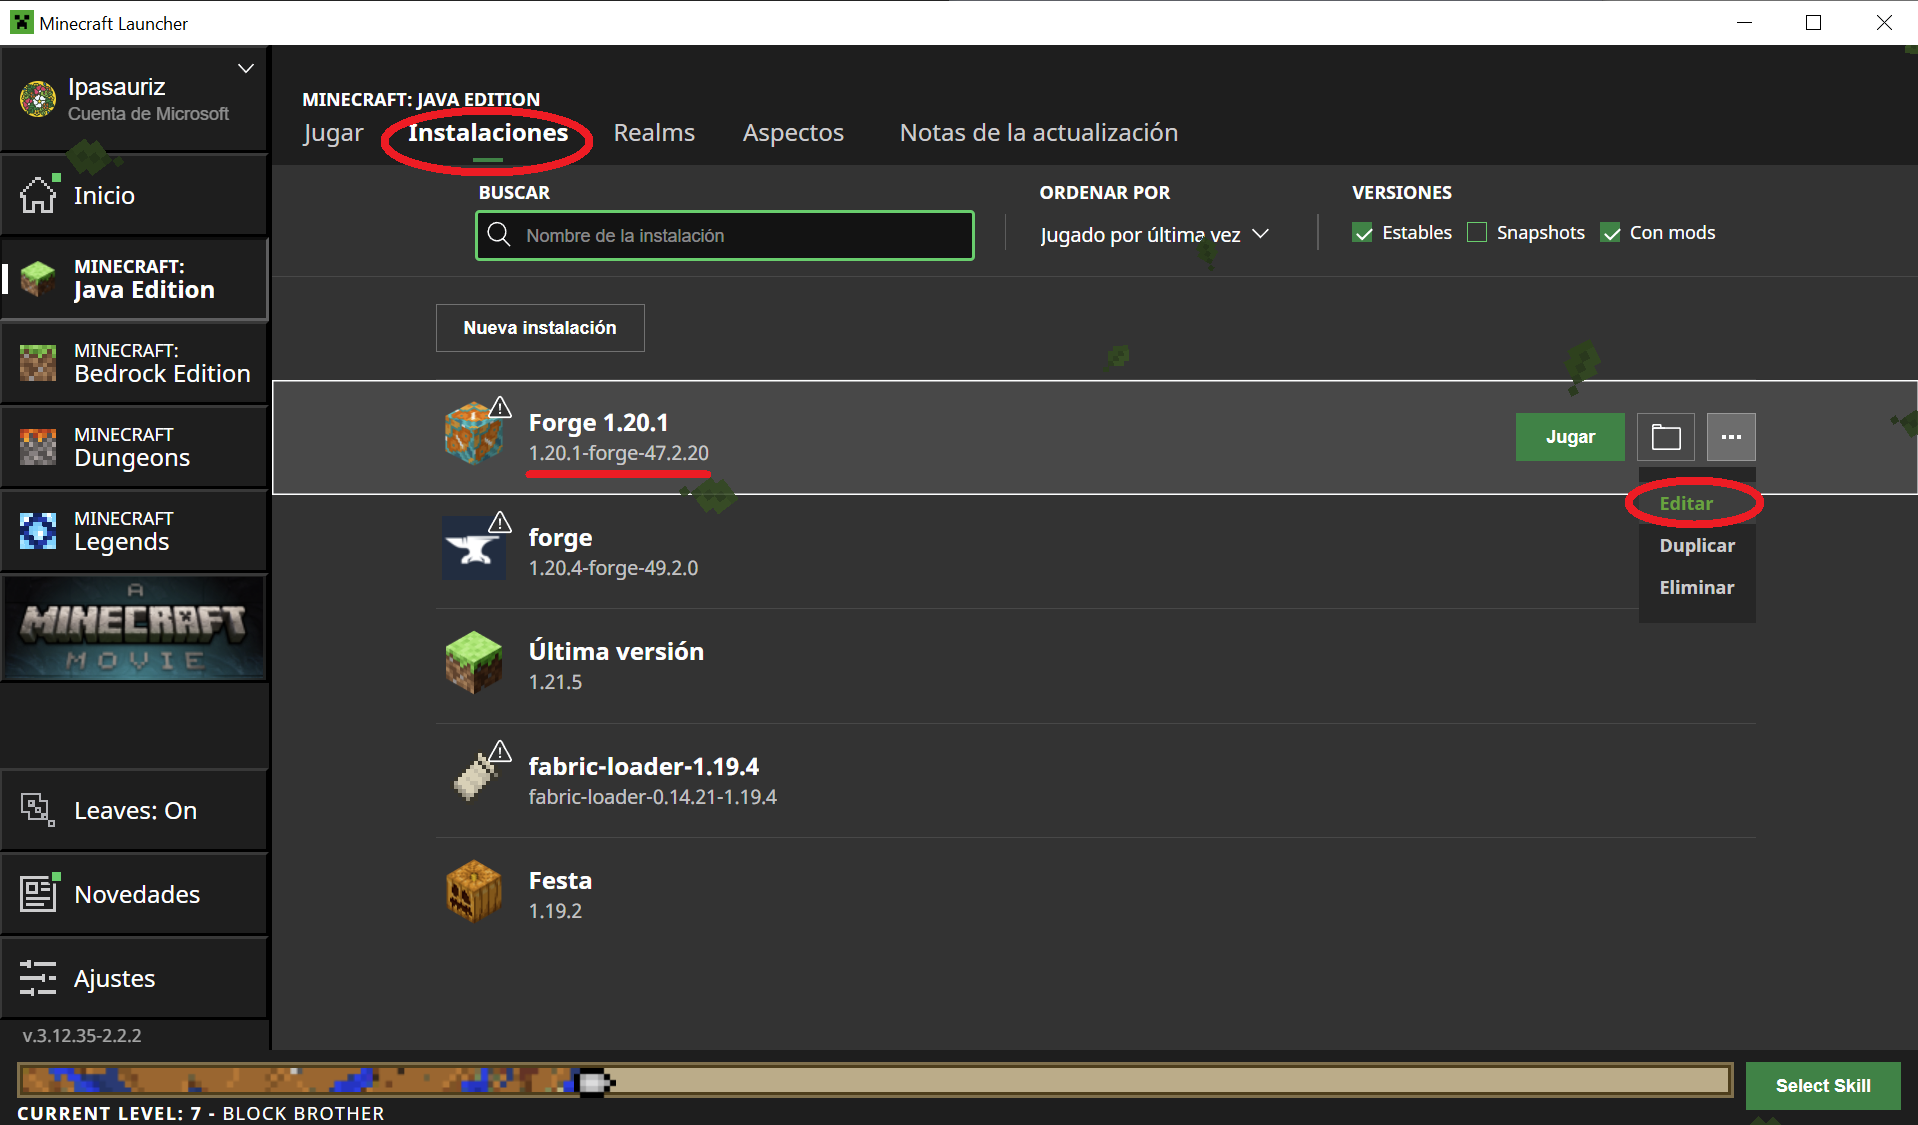 Minecraft Launcher
Ipasauriz
Cuenta de Microsoft
Inicio
MINECRAFT:
Java Edition
MINECRAFT:
Bedrock Edition
MINECRAFT
Dungeons
MINECRAFT
Legends
A
MINECRAFT
MOVIE
Leaves: On
Novedades
Ajustes
v.3.12.35-2.2.2
MINECRAFT: JAVA EDITION
Jugar Instalaciones Realms Aspectos Notas de la actualización
BUSCAR ORDENAR POR VERSIONES
Nombre de la instalación Jugado por última vez Estables Snapshots Con mods
Nueva instalación
Forge 1.20.1
1.20.1-forge-47.2.20
Jugar
Editar
Duplicar
Eliminar
forge
1.20.4-forge-49.2.0
Última versión
1.21.5
fabric-loader-1.19.4
fabric-loader-0.14.21-1.19.4
Festa
1.19.2
Select Skill
CURRENT LEVEL: 7 - BLOCK BROTHER